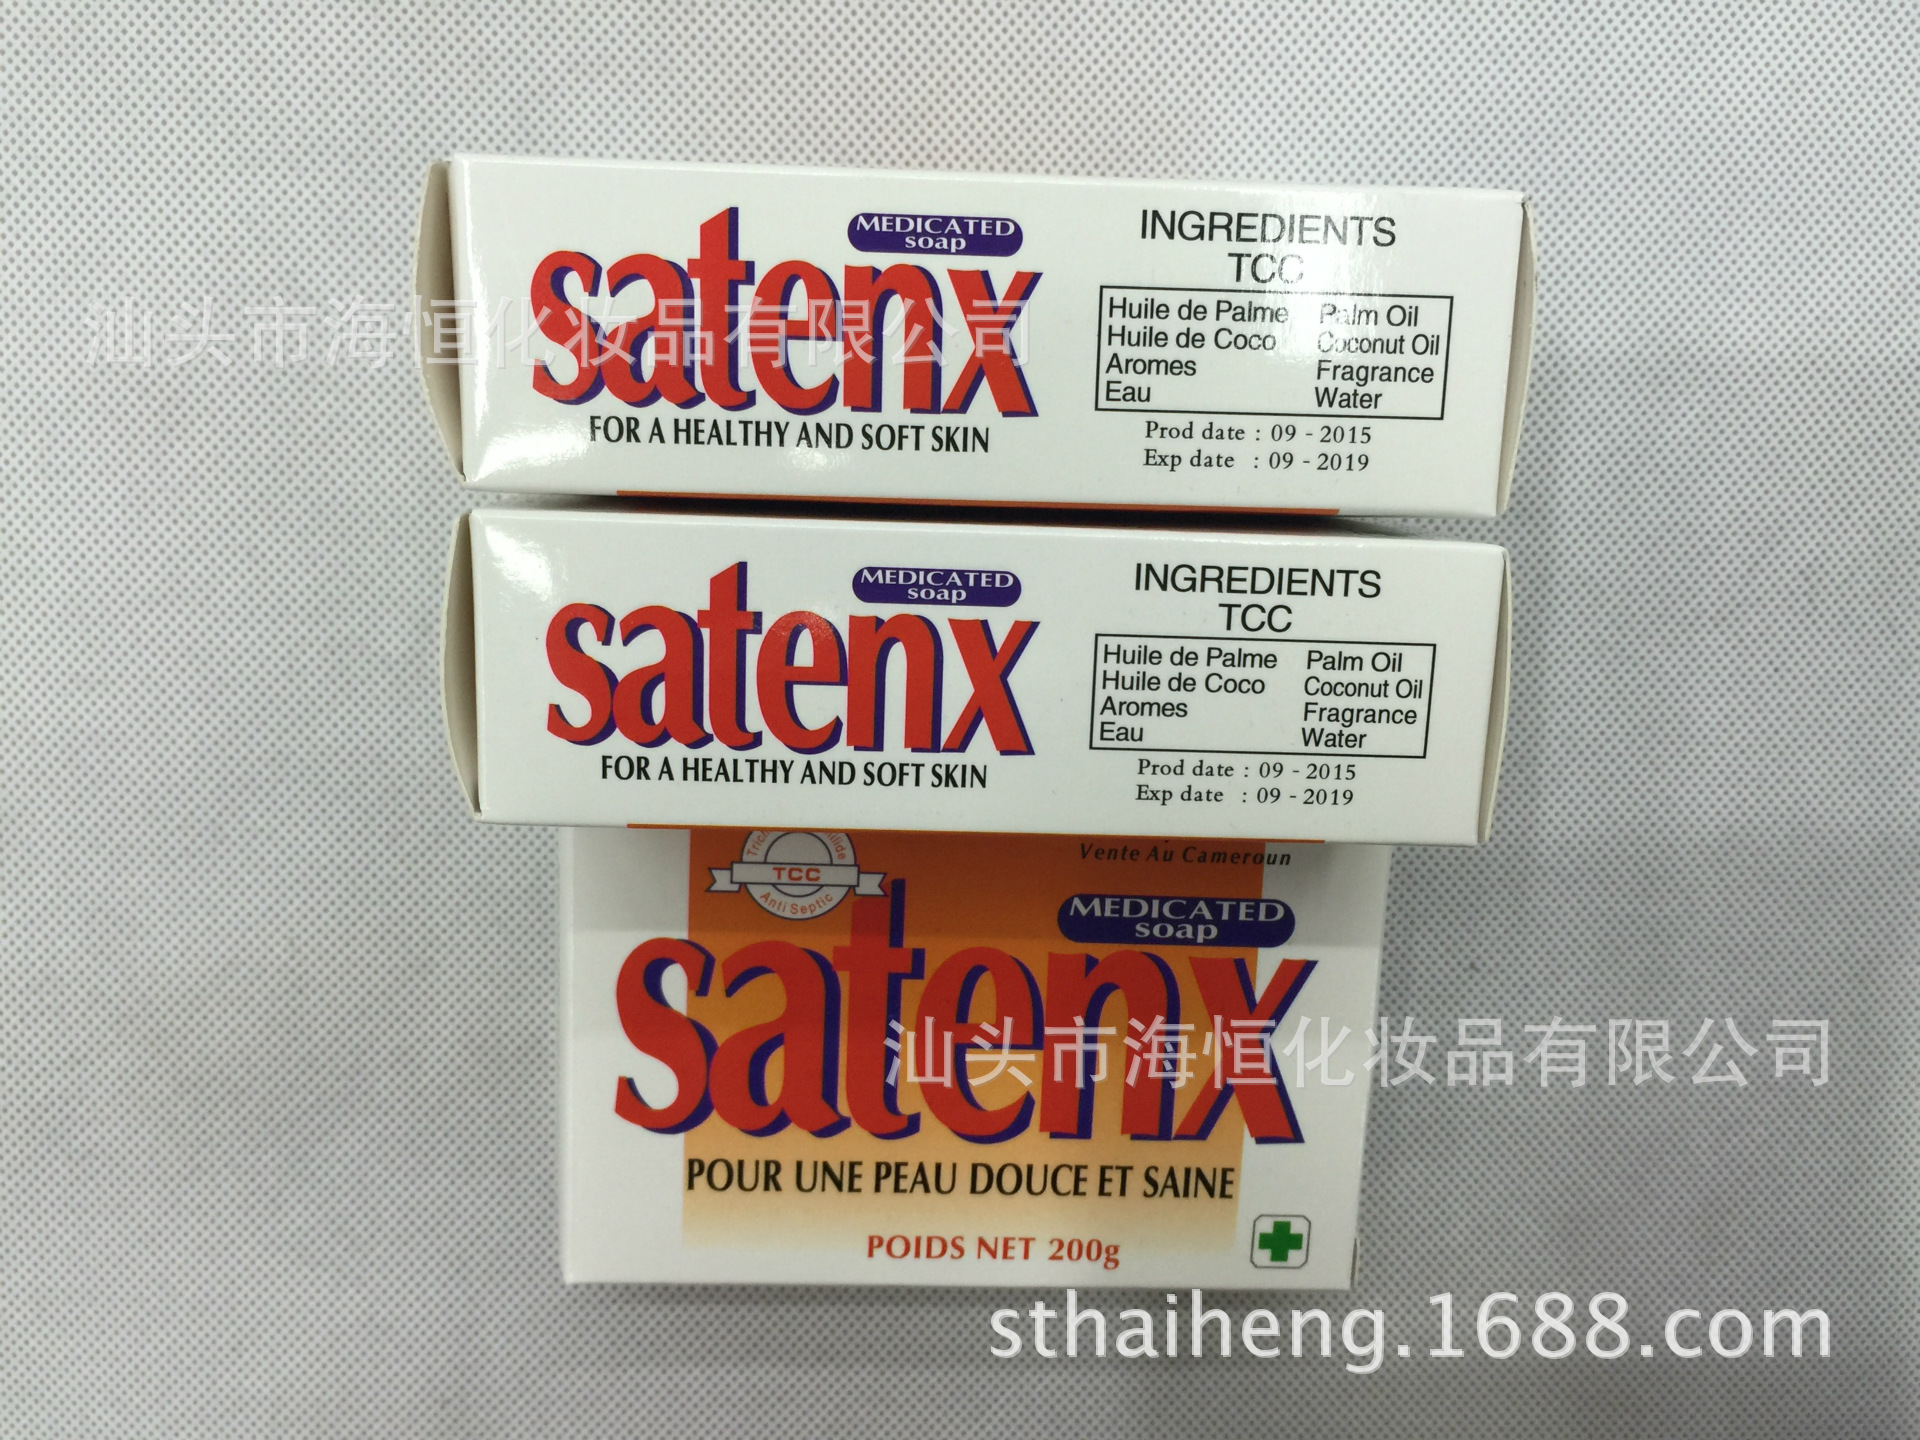 MEDICATED
soap
satenx
FOR A HEALTHY AND SOFT SKIN
INGREDIENTS
TCC
Huile de Palme Palm Oil
Huile de Coco Coconut Oil
Aromes Fragrance
Eau Water
Prod date : 09 - 2015
Exp date : 09 - 2019
汕头市海恒化妆品有限公司
MEDICATED
soap
satenx
FOR A HEALTHY AND SOFT SKIN
INGREDIENTS
TCC
Huile de Palme Palm Oil
Huile de Coco Coconut Oil
Aromes Fragrance
Eau Water
Prod date : 09 - 2015
Exp date : 09 - 2019
Vente Au Cameroun
TCC
Anti Septic
MEDICATED
soap
satenx
汕头市海恒化妆品有限公司
POUR UNE PEAU DOUCE ET SAINE
POIDS NET 200g
sthaiheng.1688.com